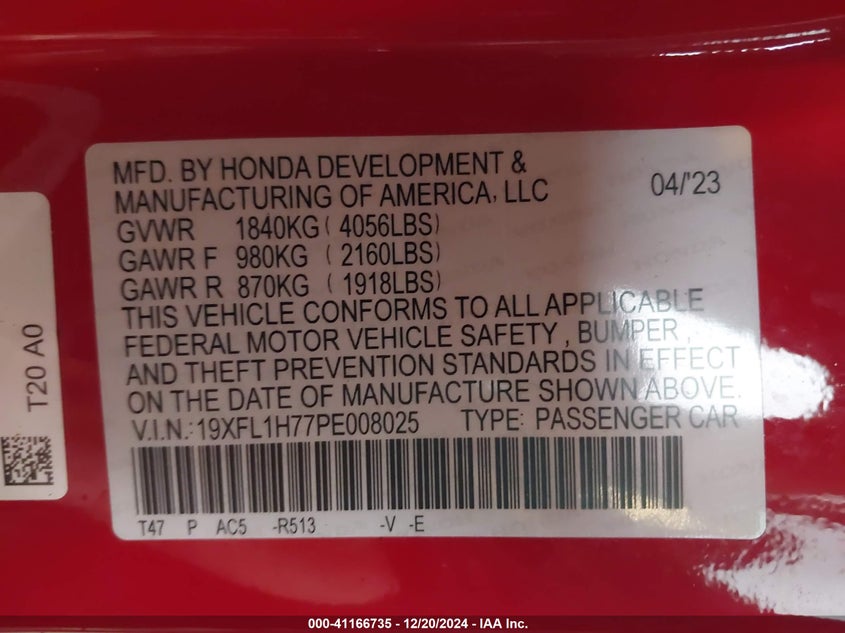 MFD. BY HONDA DEVELOPMENT &
MANUFACTURING OF AMERICA, LLC 04/'23
GVWR 1840KG ( 4056LBS)
GAWR F 980KG ( 2160LBS)
GAWR R 870KG ( 1918LBS)
THIS VEHICLE CONFORMS TO ALL APPLICABLE
FEDERAL MOTOR VEHICLE SAFETY , BUMPER ,
AND THEFT PREVENTION STANDARDS IN EFFECT
ON THE DATE OF MANUFACTURE SHOWN ABOVE.
V.I.N.:19XFL1H77PE008025 TYPE: PASSENGER CAR
T47 P AC5 -R513 -V -E
T20 A0
000-41166735 - 12/20/2024 - IAA Inc.